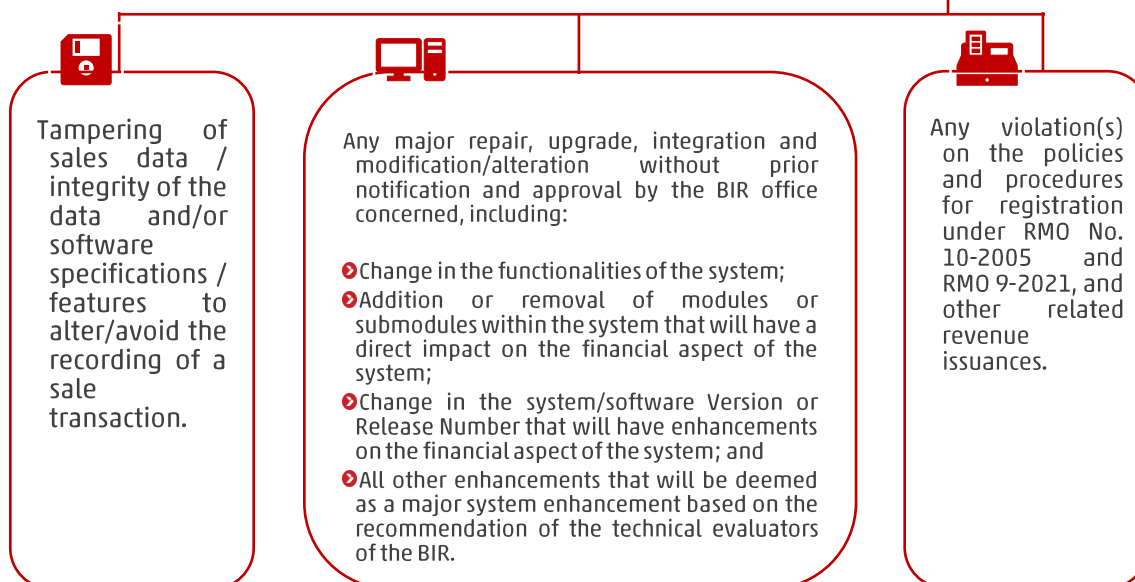 Tampering of
sales data /
integrity of the
data and/or
software
specifications /
features to
alter/avoid the
recording of a
sale
transaction.
Any major repair, upgrade, integration and
modification/alteration without prior
notification and approval by the BIR office
concerned, including:
Change in the functionalities of the system;
Addition or removal of modules or
submodules within the system that will have a
direct impact on the financial aspect of the
system;
Change in the system/software Version or
Release Number that will have enhancements
on the financial aspect of the system; and
All other enhancements that will be deemed
as a major system enhancement based on the
recommendation of the technical evaluators
of the BIR.
Any violation(s)
on the policies
and procedures
for registration
under RMO No.
10-2005 and
RMO 9-2021, and
other related
revenue
issuances.